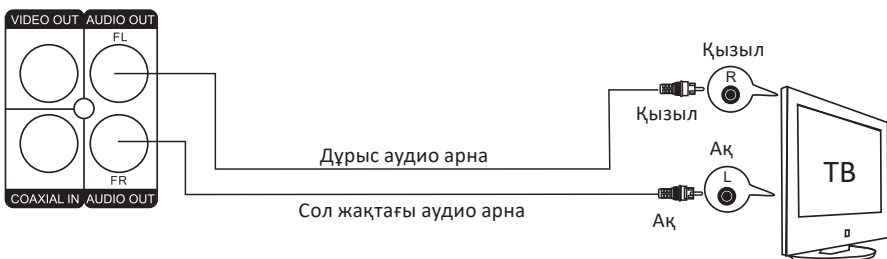 VIDEO OUT AUDIO OUT
FL
FR
COAXIAL IN AUDIO OUT
Дұрыс аудио арна
Сол жақтағы аудио арна
Қызыл
R
Қызыл
Ақ
L
Ақ
ТВ